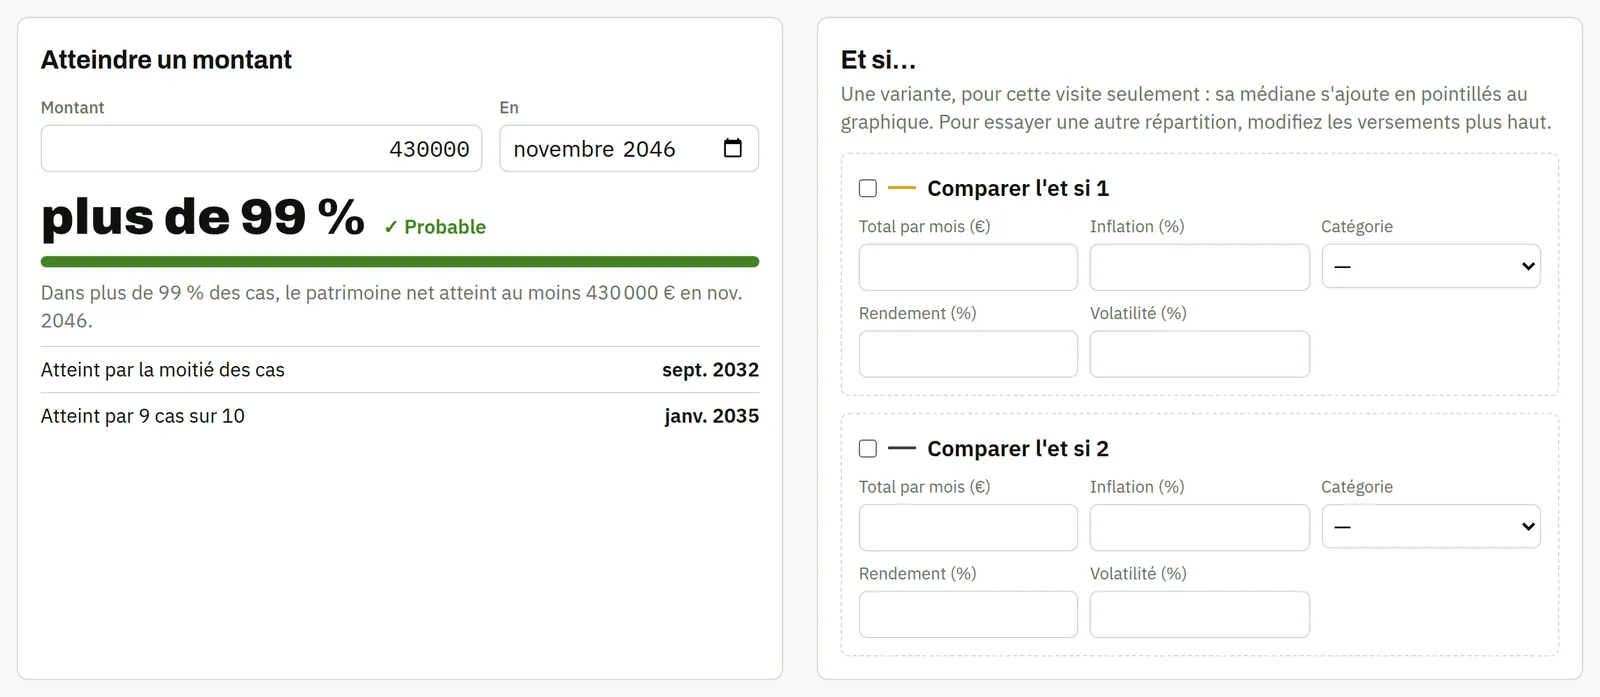 Atteindre un montant
Montant
En
430000
novembre 2046
plus de 99 % ✓ Probable
Dans plus de 99 % des cas, le patrimoine net atteint au moins 430 000 € en nov.
2046.
Atteint par la moitié des cas sept. 2032
Atteint par 9 cas sur 10 janv. 2035
Et si…
Une variante, pour cette visite seulement : sa médiane s'ajoute en pointillés au
graphique. Pour essayer une autre répartition, modifiez les versements plus haut.
Comparer l'et si 1
Total par mois (€) Inflation (%) Catégorie
—
Rendement (%) Volatilité (%)
Comparer l'et si 2
Total par mois (€) Inflation (%) Catégorie
—
Rendement (%) Volatilité (%)